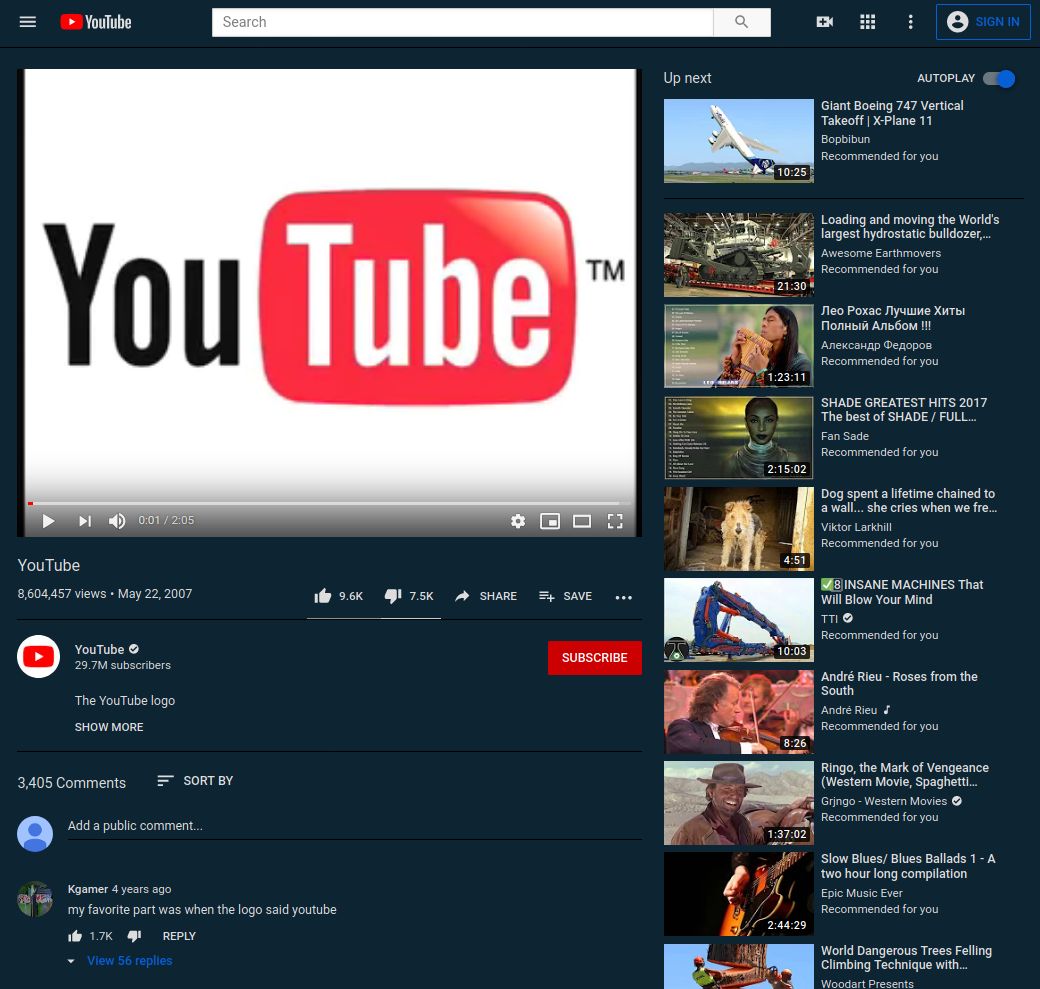 YouTube
Search
SIGN IN
You Tube ™
0:01 / 2:05
YouTube
8,604,457 views • May 22, 2007
9.6K
7.5K
SHARE
SAVE
YouTube
29.7M subscribers
SUBSCRIBE
The YouTube logo
SHOW MORE
3,405 Comments
SORT BY
Add a public comment...
Kgamer 4 years ago
my favorite part was when the logo said youtube
1.7K
REPLY
View 56 replies
Up next
AUTOPLAY
10:25
Giant Boeing 747 Vertical
Takeoff | X-Plane 11
Bopbibun
Recommended for you
21:30
Loading and moving the World's
largest hydrostatic bulldozer,...
Awesome Earthmovers
Recommended for you
1:23:11
Лео Рохас Лучшие Хиты
Полный Альбом !!!
Александр Федоров
Recommended for you
2:15:02
SHADE GREATEST HITS 2017
The best of SHADE / FULL...
Fan Sade
Recommended for you
4:51
Dog spent a lifetime chained to
a wall... she cries when we fre...
Viktor Larkhill
Recommended for you
10:03
✅8 INSANE MACHINES That
Will Blow Your Mind
TTI
Recommended for you
8:26
André Rieu - Roses from the
South
André Rieu
Recommended for you
1:37:02
Ringo, the Mark of Vengeance
(Western Movie, Spaghetti...
Grjngo - Western Movies
Recommended for you
2:44:29
Slow Blues/ Blues Ballads 1 - A
two hour long compilation
Epic Music Ever
Recommended for you
World Dangerous Trees Felling
Climbing Technique with...
Woodart Presents